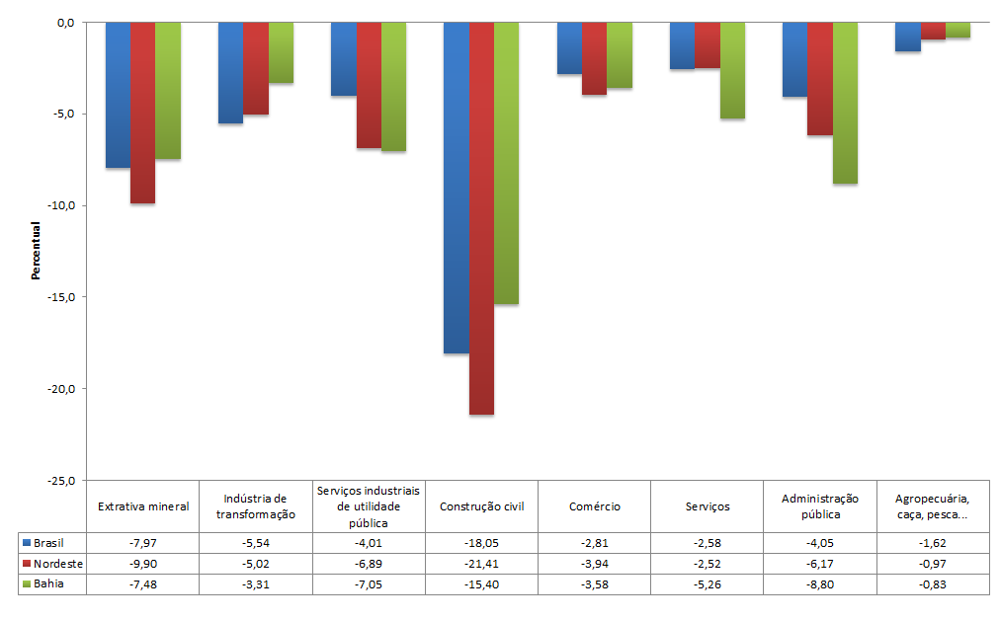 0,0
-5,0
-10,0
-15,0
-20,0
-25,0
Percentual
Extrativa mineral
Indústria de
transformação
Serviços industriais
de utilidade
pública
Construção civil
Comércio
Serviços
Administração
pública
Agropecuária,
caça, pesca...
Brasil -7,97 -5,54 -4,01 -18,05 -2,81 -2,58 -4,05 -1,62
Nordeste -9,90 -5,02 -6,89 -21,41 -3,94 -2,52 -6,17 -0,97
Bahia -7,48 -3,31 -7,05 -15,40 -3,58 -5,26 -8,80 -0,83